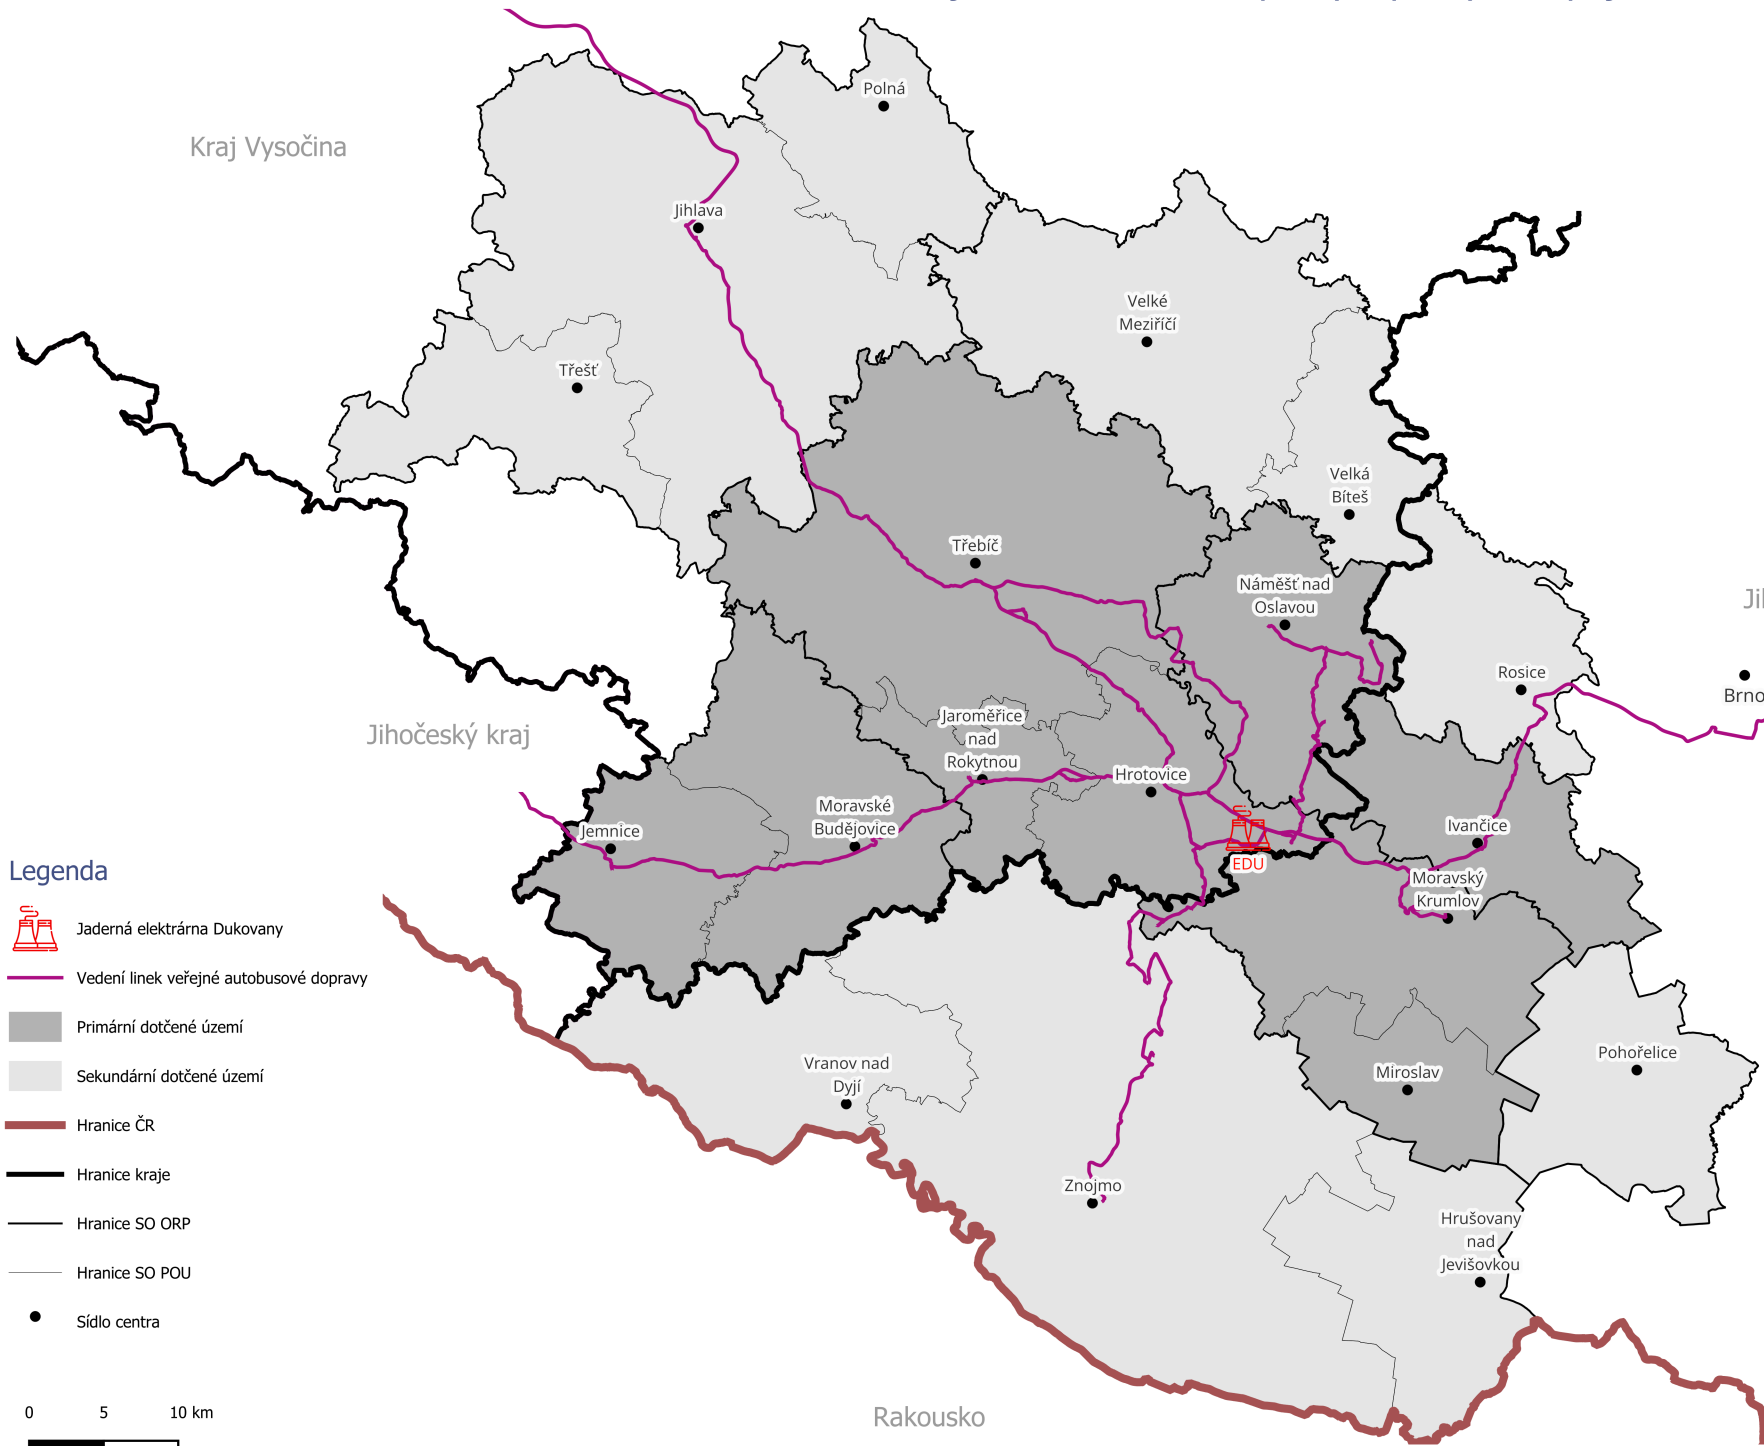 Kraj Vysočina
Polná
Jihlava
Velké
Meziříčí
Třešť
Velká
Bíteš
Třebíč
Náměšť nad
Oslavou
Rosice
Brno
Jihočeský kraj
Jaroměřice
nad
Rokytnou
Hrotovice
Moravské
Budějovice
Jemnice
Ivančice
EDU
Moravský
Krumlov
Vranov nad
Dyjí
Miroslav
Pohořelice
Znojmo
Hrušovany
nad
Jevišovkou
Rakousko
Legenda
Jaderná elektrárna Dukovany
Vedení linek veřejné autobusové dopravy
Primární dotčené území
Sekundární dotčené území
Hranice ČR
Hranice kraje
Hranice SO ORP
Hranice SO POU
Sídlo centra
0 5 10 km